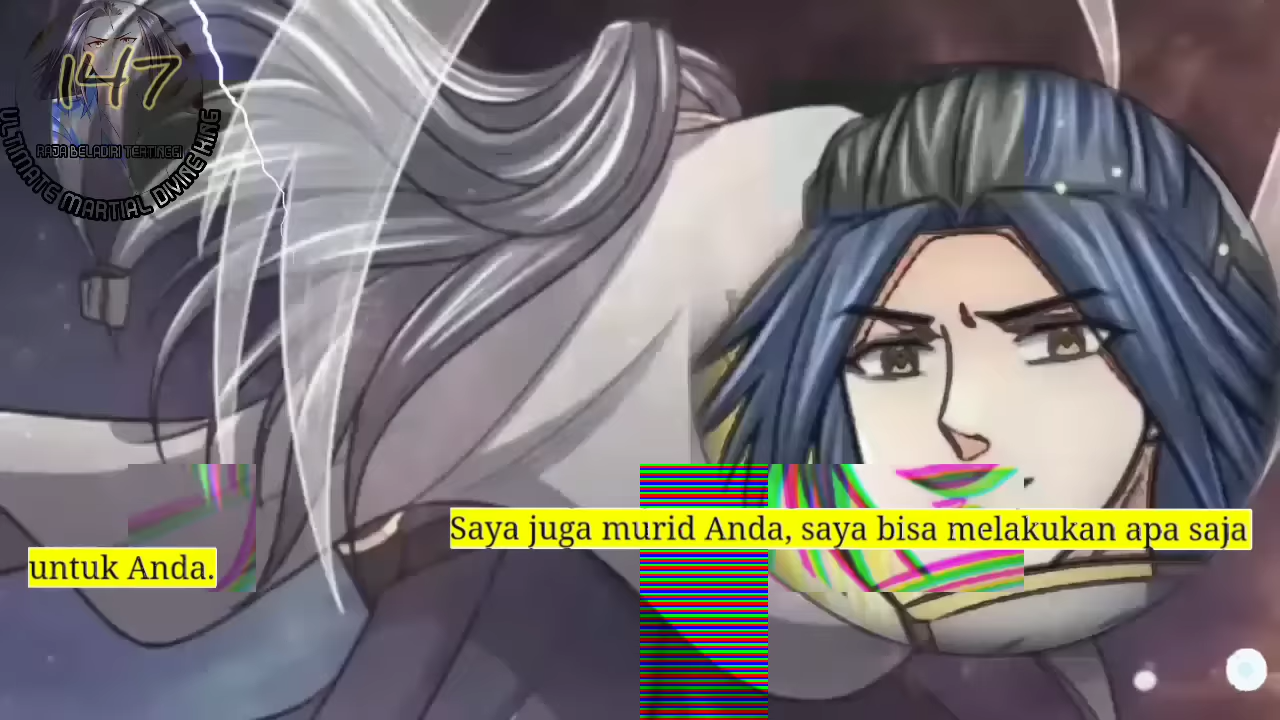 147
RAJA BELADIRI TERTINGGI
ULTIMATE MARTIAL DIVINE KING
Saya juga murid Anda, saya bisa melakukan apa saja
untuk Anda.